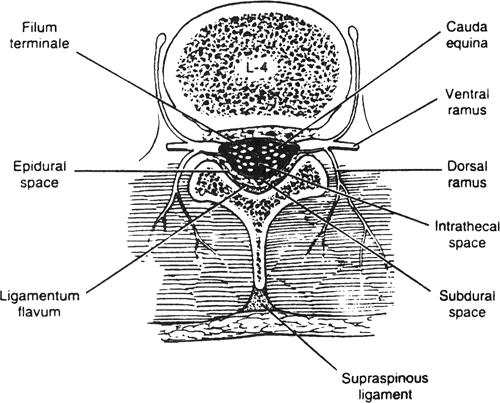 Filum
terminale
Cauda
equina
L-4
Ventral
ramus
Epidural
space
Dorsal
ramus
Intrathecal
space
Ligamentum
flavum
Subdural
space
Supraspinous
ligament